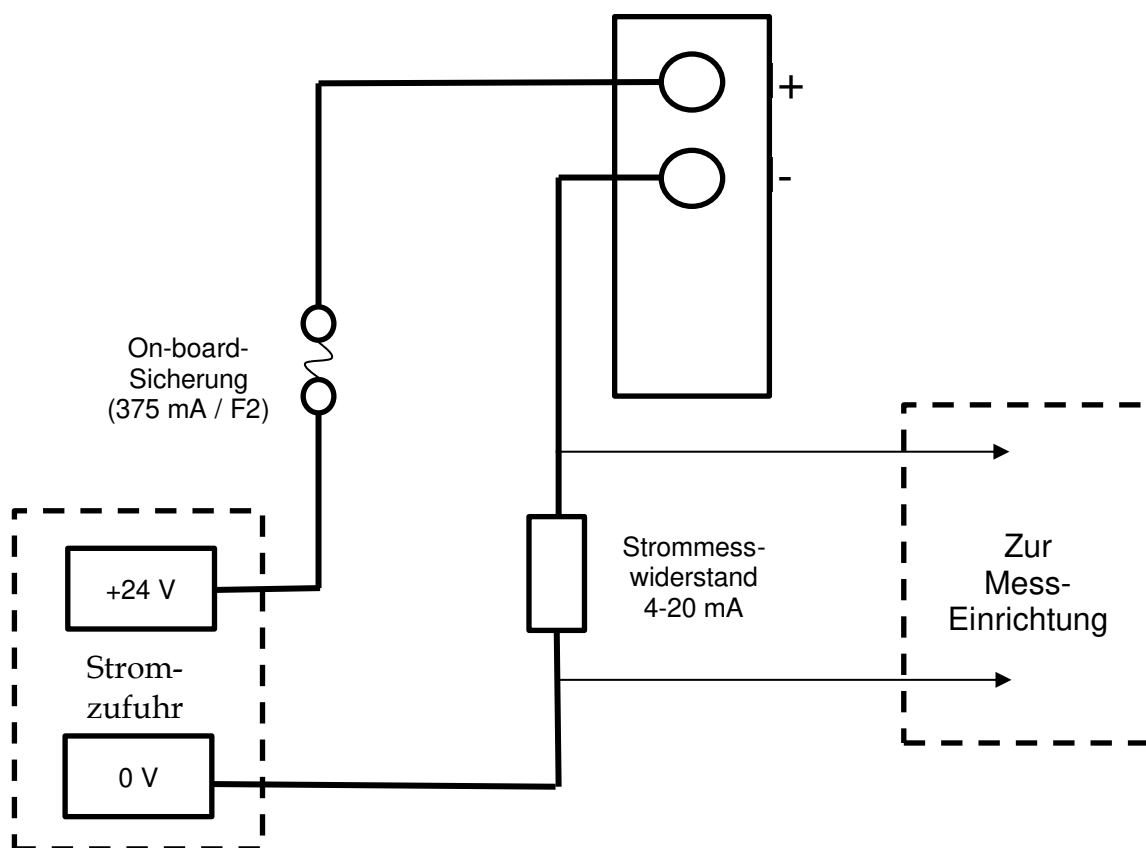 +
-
On-board-
Sicherung
(375 mA / F2)
+24 V
Strom-
zufuhr
0 V
Strommess-
widerstand
4-20 mA
Zur
Mess-
Einrichtung